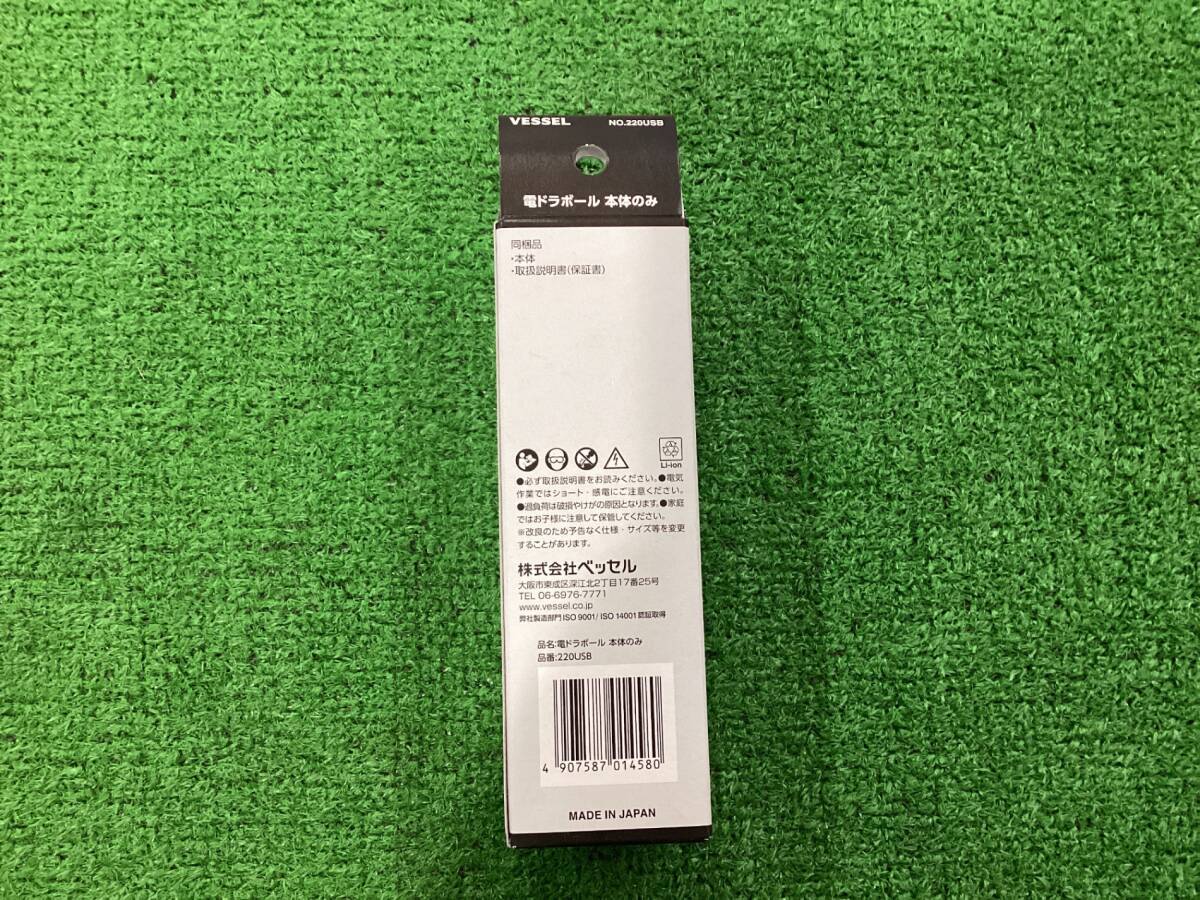 VESSEL NO.220USB
電ドラボール 本体のみ
同梱品
・本体
・取扱説明書(保証書)
Li-ion
●必ず取扱説明書をお読みください。●電気
作業ではショート・感電にご注意ください。
●過負荷は破損やけがの原因となります。●家庭
ではお子様に注意して保管してください。
※改良のため予告なく仕様・サイズ等を変更
することがあります。
株式会社ベッセル
大阪市東成区深江北2丁目17番25号
TEL 06-6976-7771
www.vessel.co.jp
弊社製造部門 ISO 9001/ ISO 14001 認証取得
品名:電ドラボール 本体のみ
品番:220USB
4 907587 014580
MADE IN JAPAN